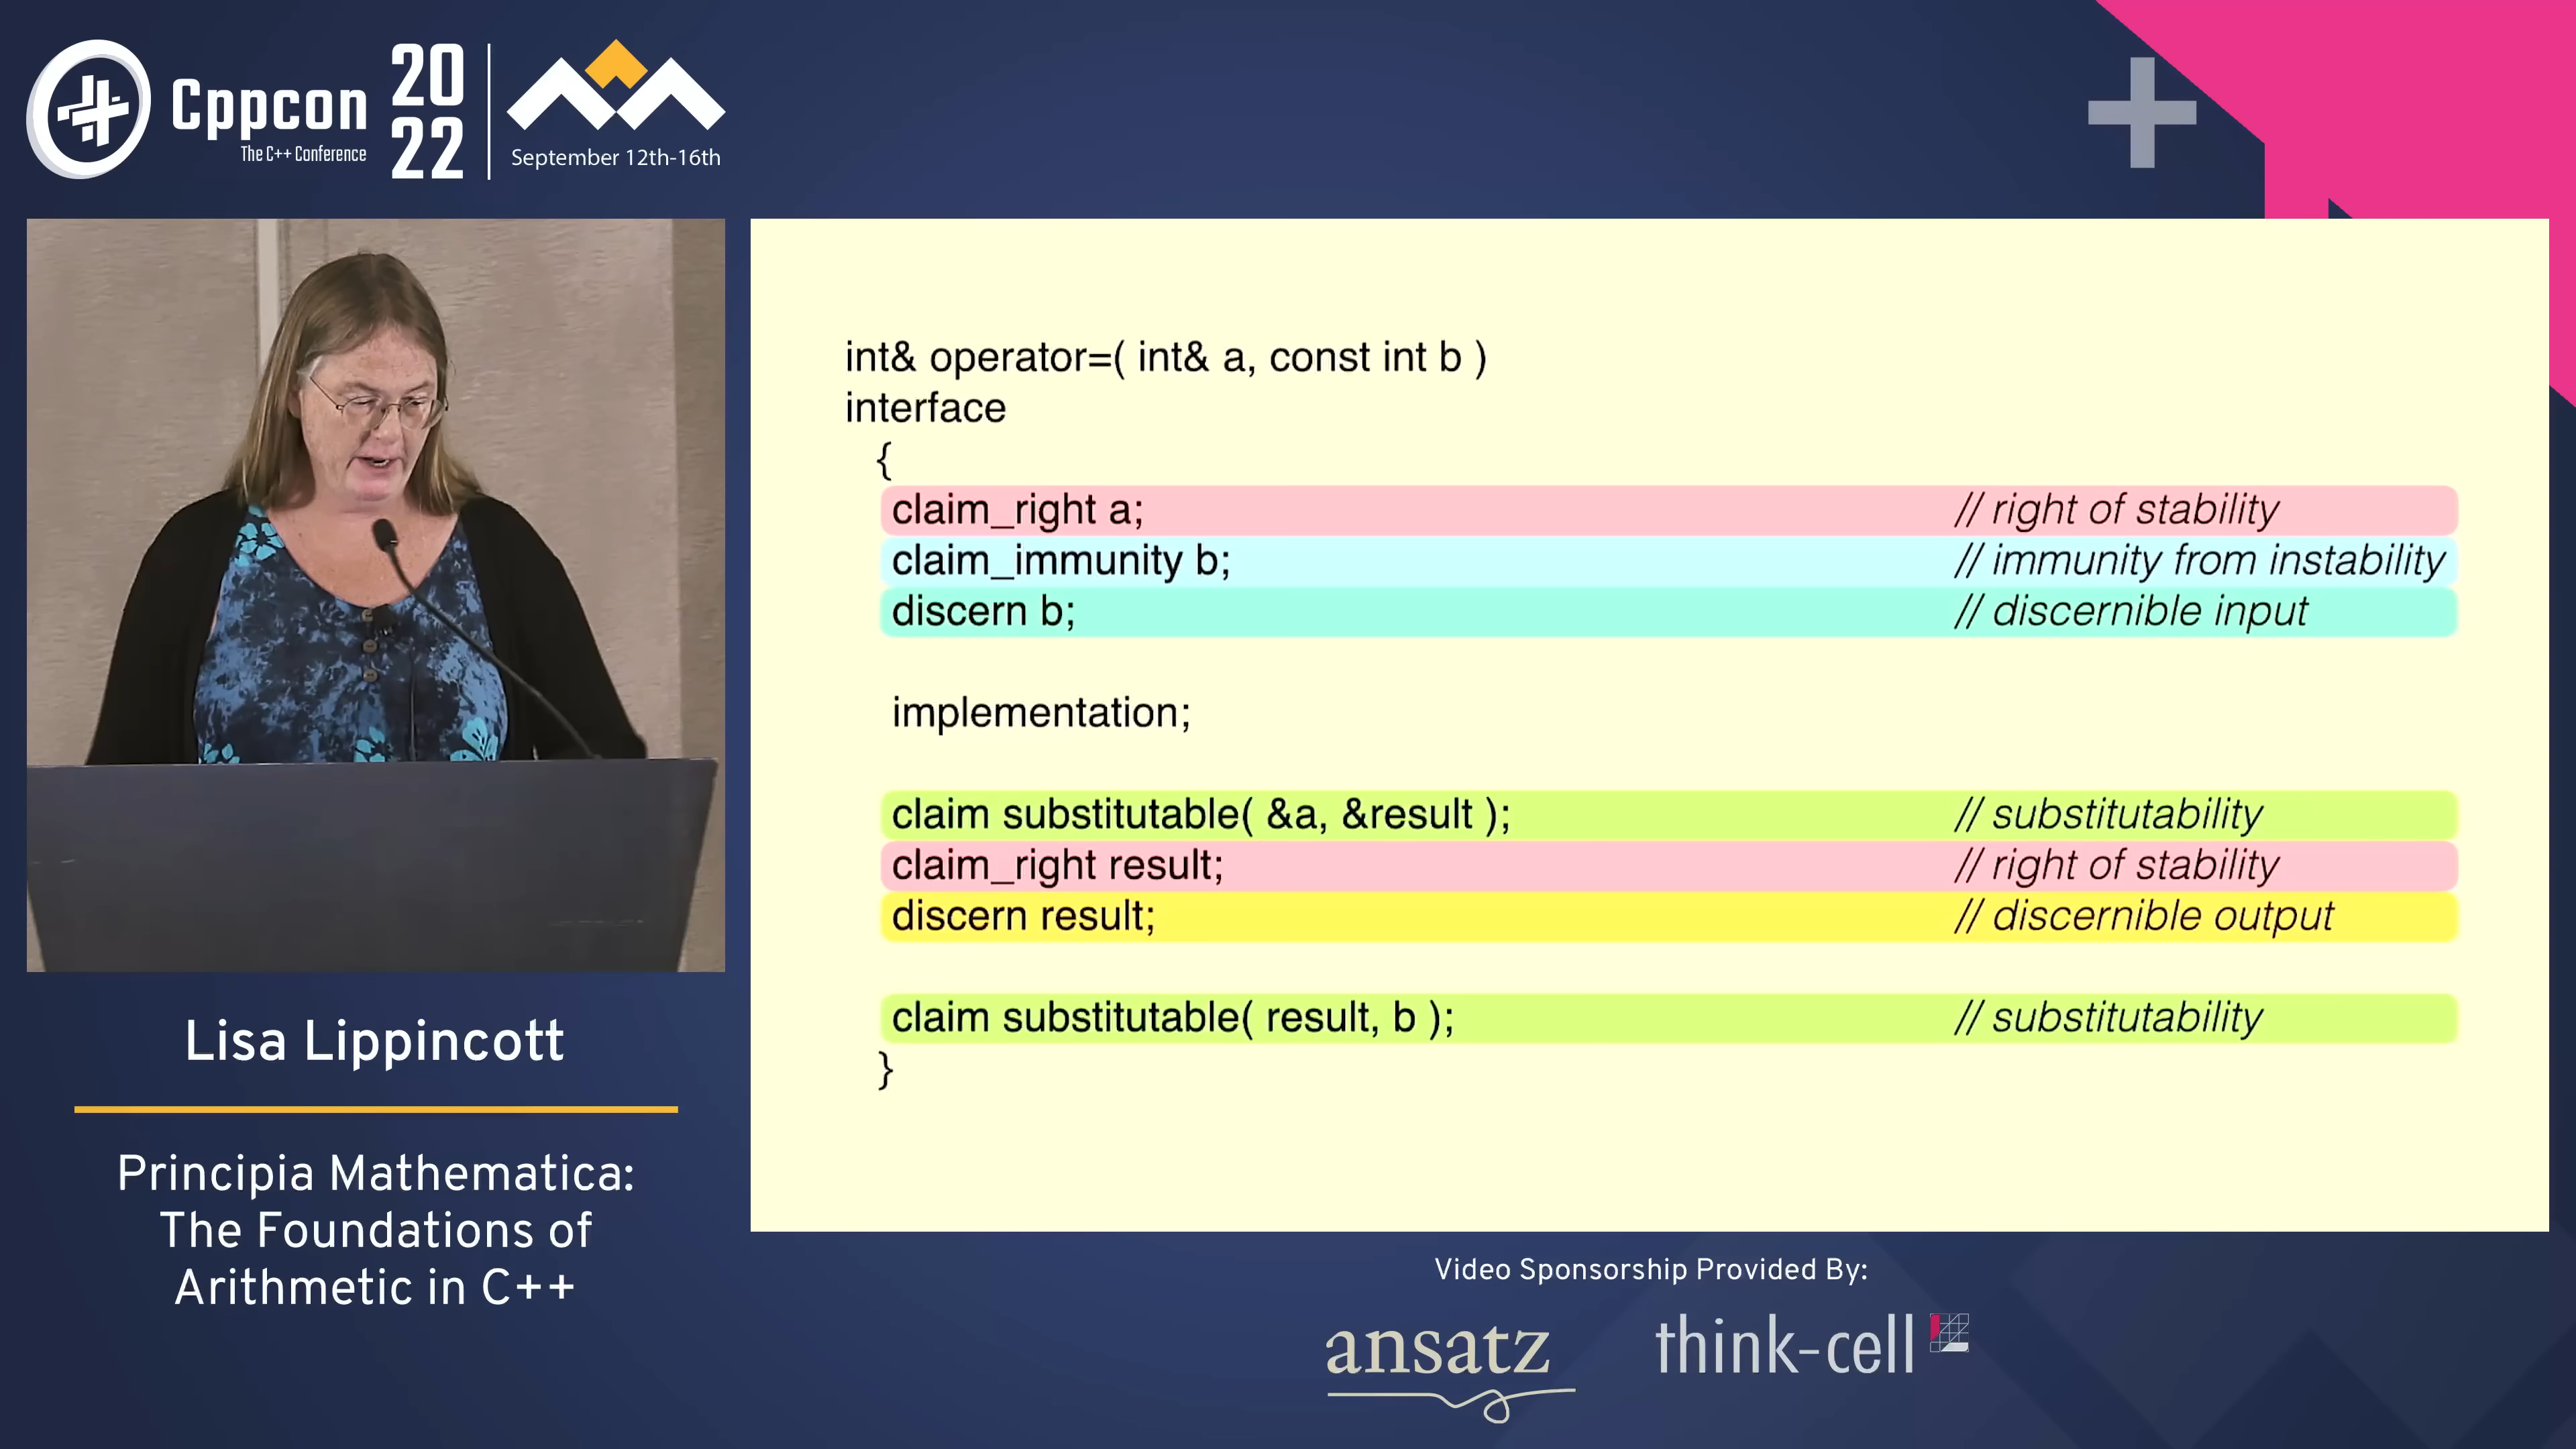 Cppcon
The C++ Conference
20
22
September 12th-16th
int& operator=( int& a, const int b )
interface
{
claim_right a; // right of stability
claim_immunity b; // immunity from instability
discern b; // discernible input
implementation;
claim substitutable( &a, &result ); // substitutability
claim_right result; // right of stability
discern result; // discernible output
claim substitutable( result, b ); // substitutability
}
Lisa Lippincott
Principia Mathematica:
The Foundations of
Arithmetic in C++
Video Sponsorship Provided By:
ansatz
think-cell